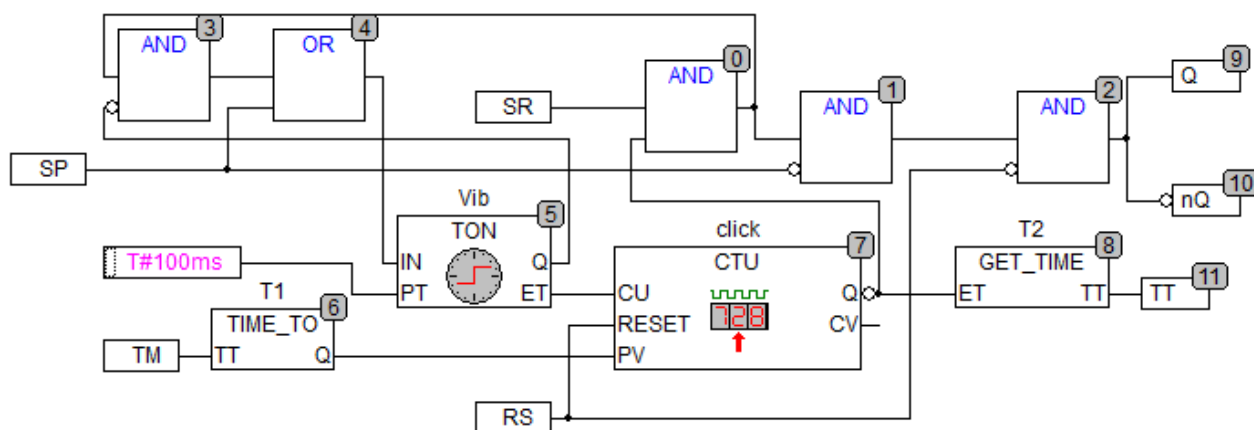 3
AND
4
OR
0
AND
SR
1
AND
2
AND
9
Q
SP
10
nQ
Vib
5
TON
IN
Q
PT
ET
T#100ms
click
7
CTU
CU
Q
RESET
728
CV
PV
T2
8
GET_TIME
ET
TT
11
TT
T1
6
TIME_TO
TM
TT
Q
RS